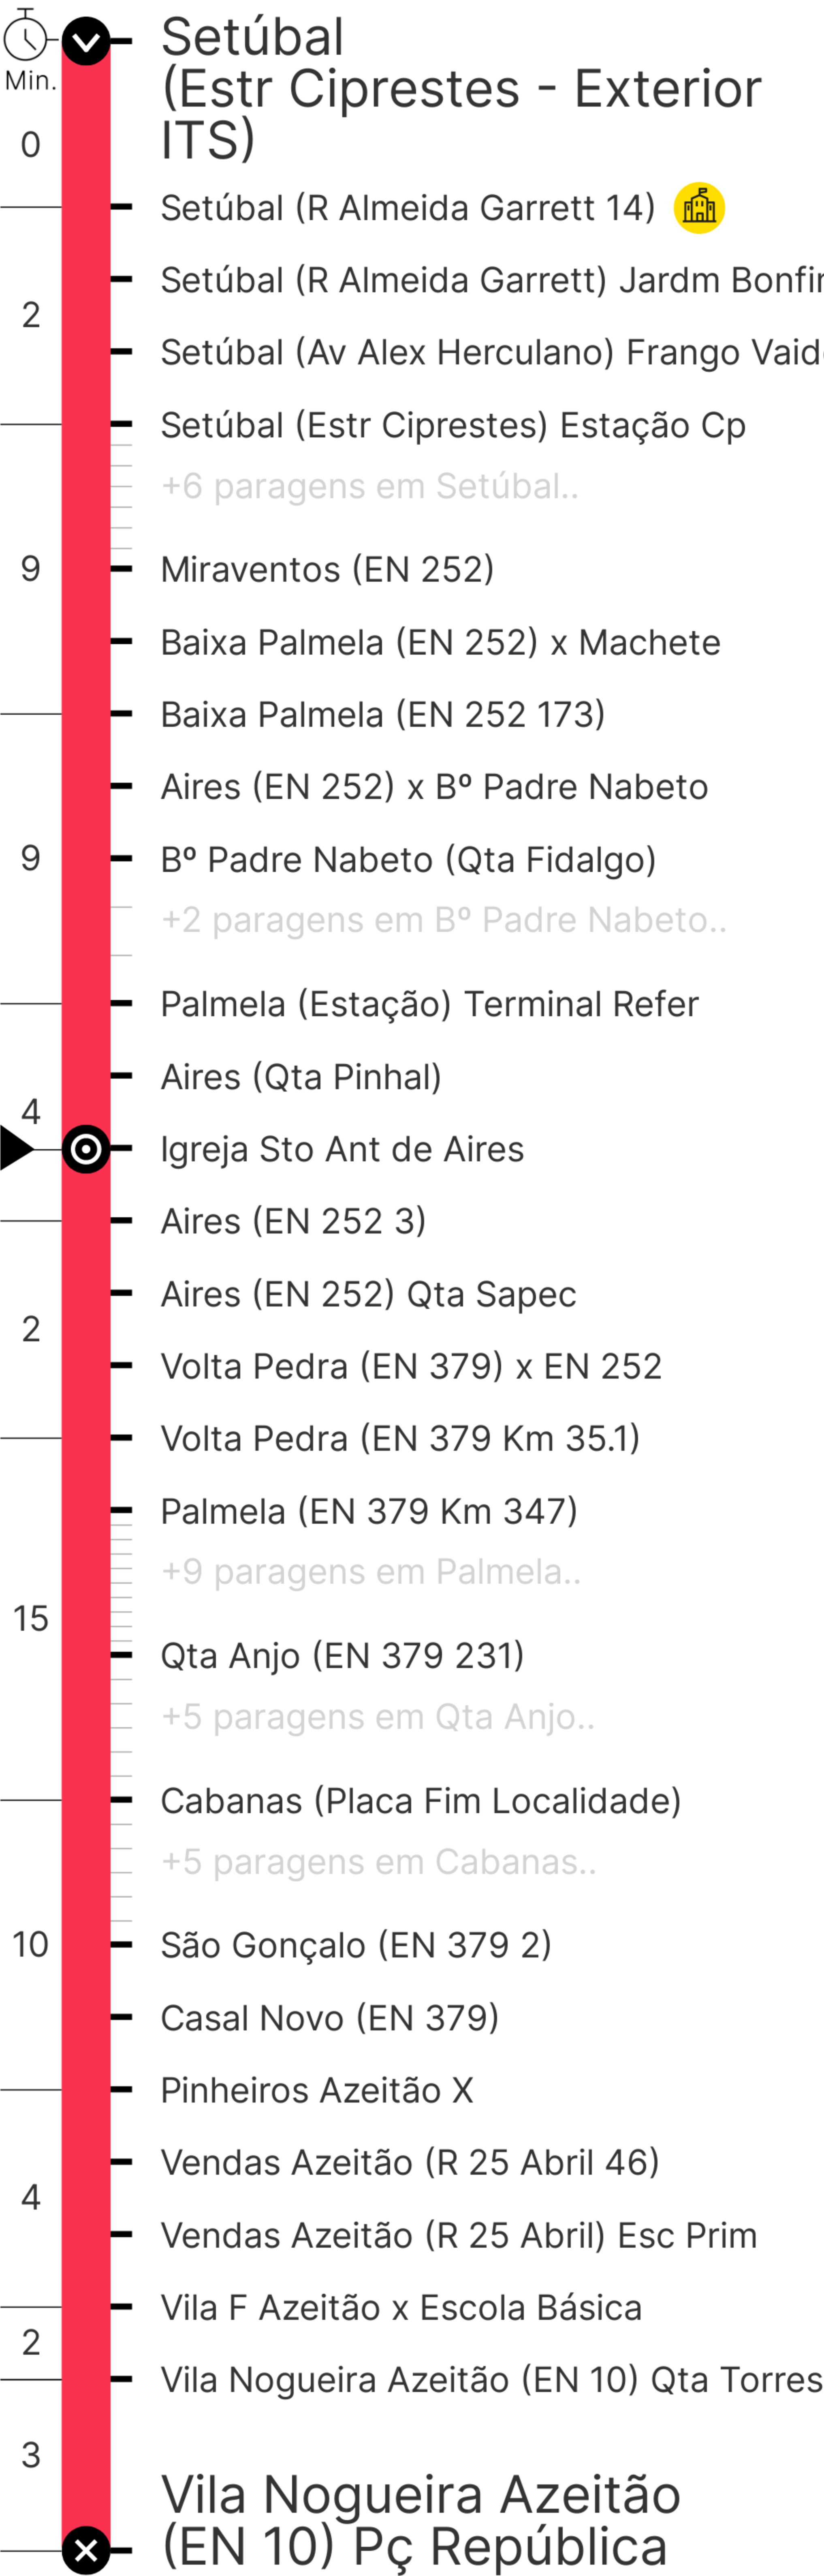 Setúbal
(Estr Ciprestes - Exterior
ITS)
Min.
0
Setúbal (R Almeida Garrett 14)
Setúbal (R Almeida Garrett) Jardm
2
Setúbal (Av Alex Herculano) Frango
Setúbal (Estr Ciprestes) Estação Cp
+6 paragens em Setúbal..
9
Miraventos (EN 252)
Baixa Palmela (EN 252) x Machete
Baixa Palmela (EN 252 173)
Aires (EN 252) x Bº Padre Nabeto
9
Bº Padre Nabeto (Qta Fidalgo)
+2 paragens em Bº Padre Nabeto..
Palmela (Estação) Terminal Refer
Aires (Qta Pinhal)
4
Igreja Sto Ant de Aires
Aires (EN 252 3)
Aires (EN 252) Qta Sapec
2
Volta Pedra (EN 379) x EN 252
Volta Pedra (EN 379 Km 35.1)
Palmela (EN 379 Km 347)
+9 paragens em Palmela..
15
Qta Anjo (EN 379 231)
+5 paragens em Qta Anjo..
Cabanas (Placa Fim Localidade)
+5 paragens em Cabanas..
10
São Gonçalo (EN 379 2)
Casal Novo (EN 379)
Pinheiros Azeitão X
Vendas Azeitão (R 25 Abril 46)
4
Vendas Azeitão (R 25 Abril) Esc Prim
Vila F Azeitão x Escola Básica
2
Vila Nogueira Azeitão (EN 10) Qta Torres
3
Vila Nogueira Azeitão
(EN 10) Pç República